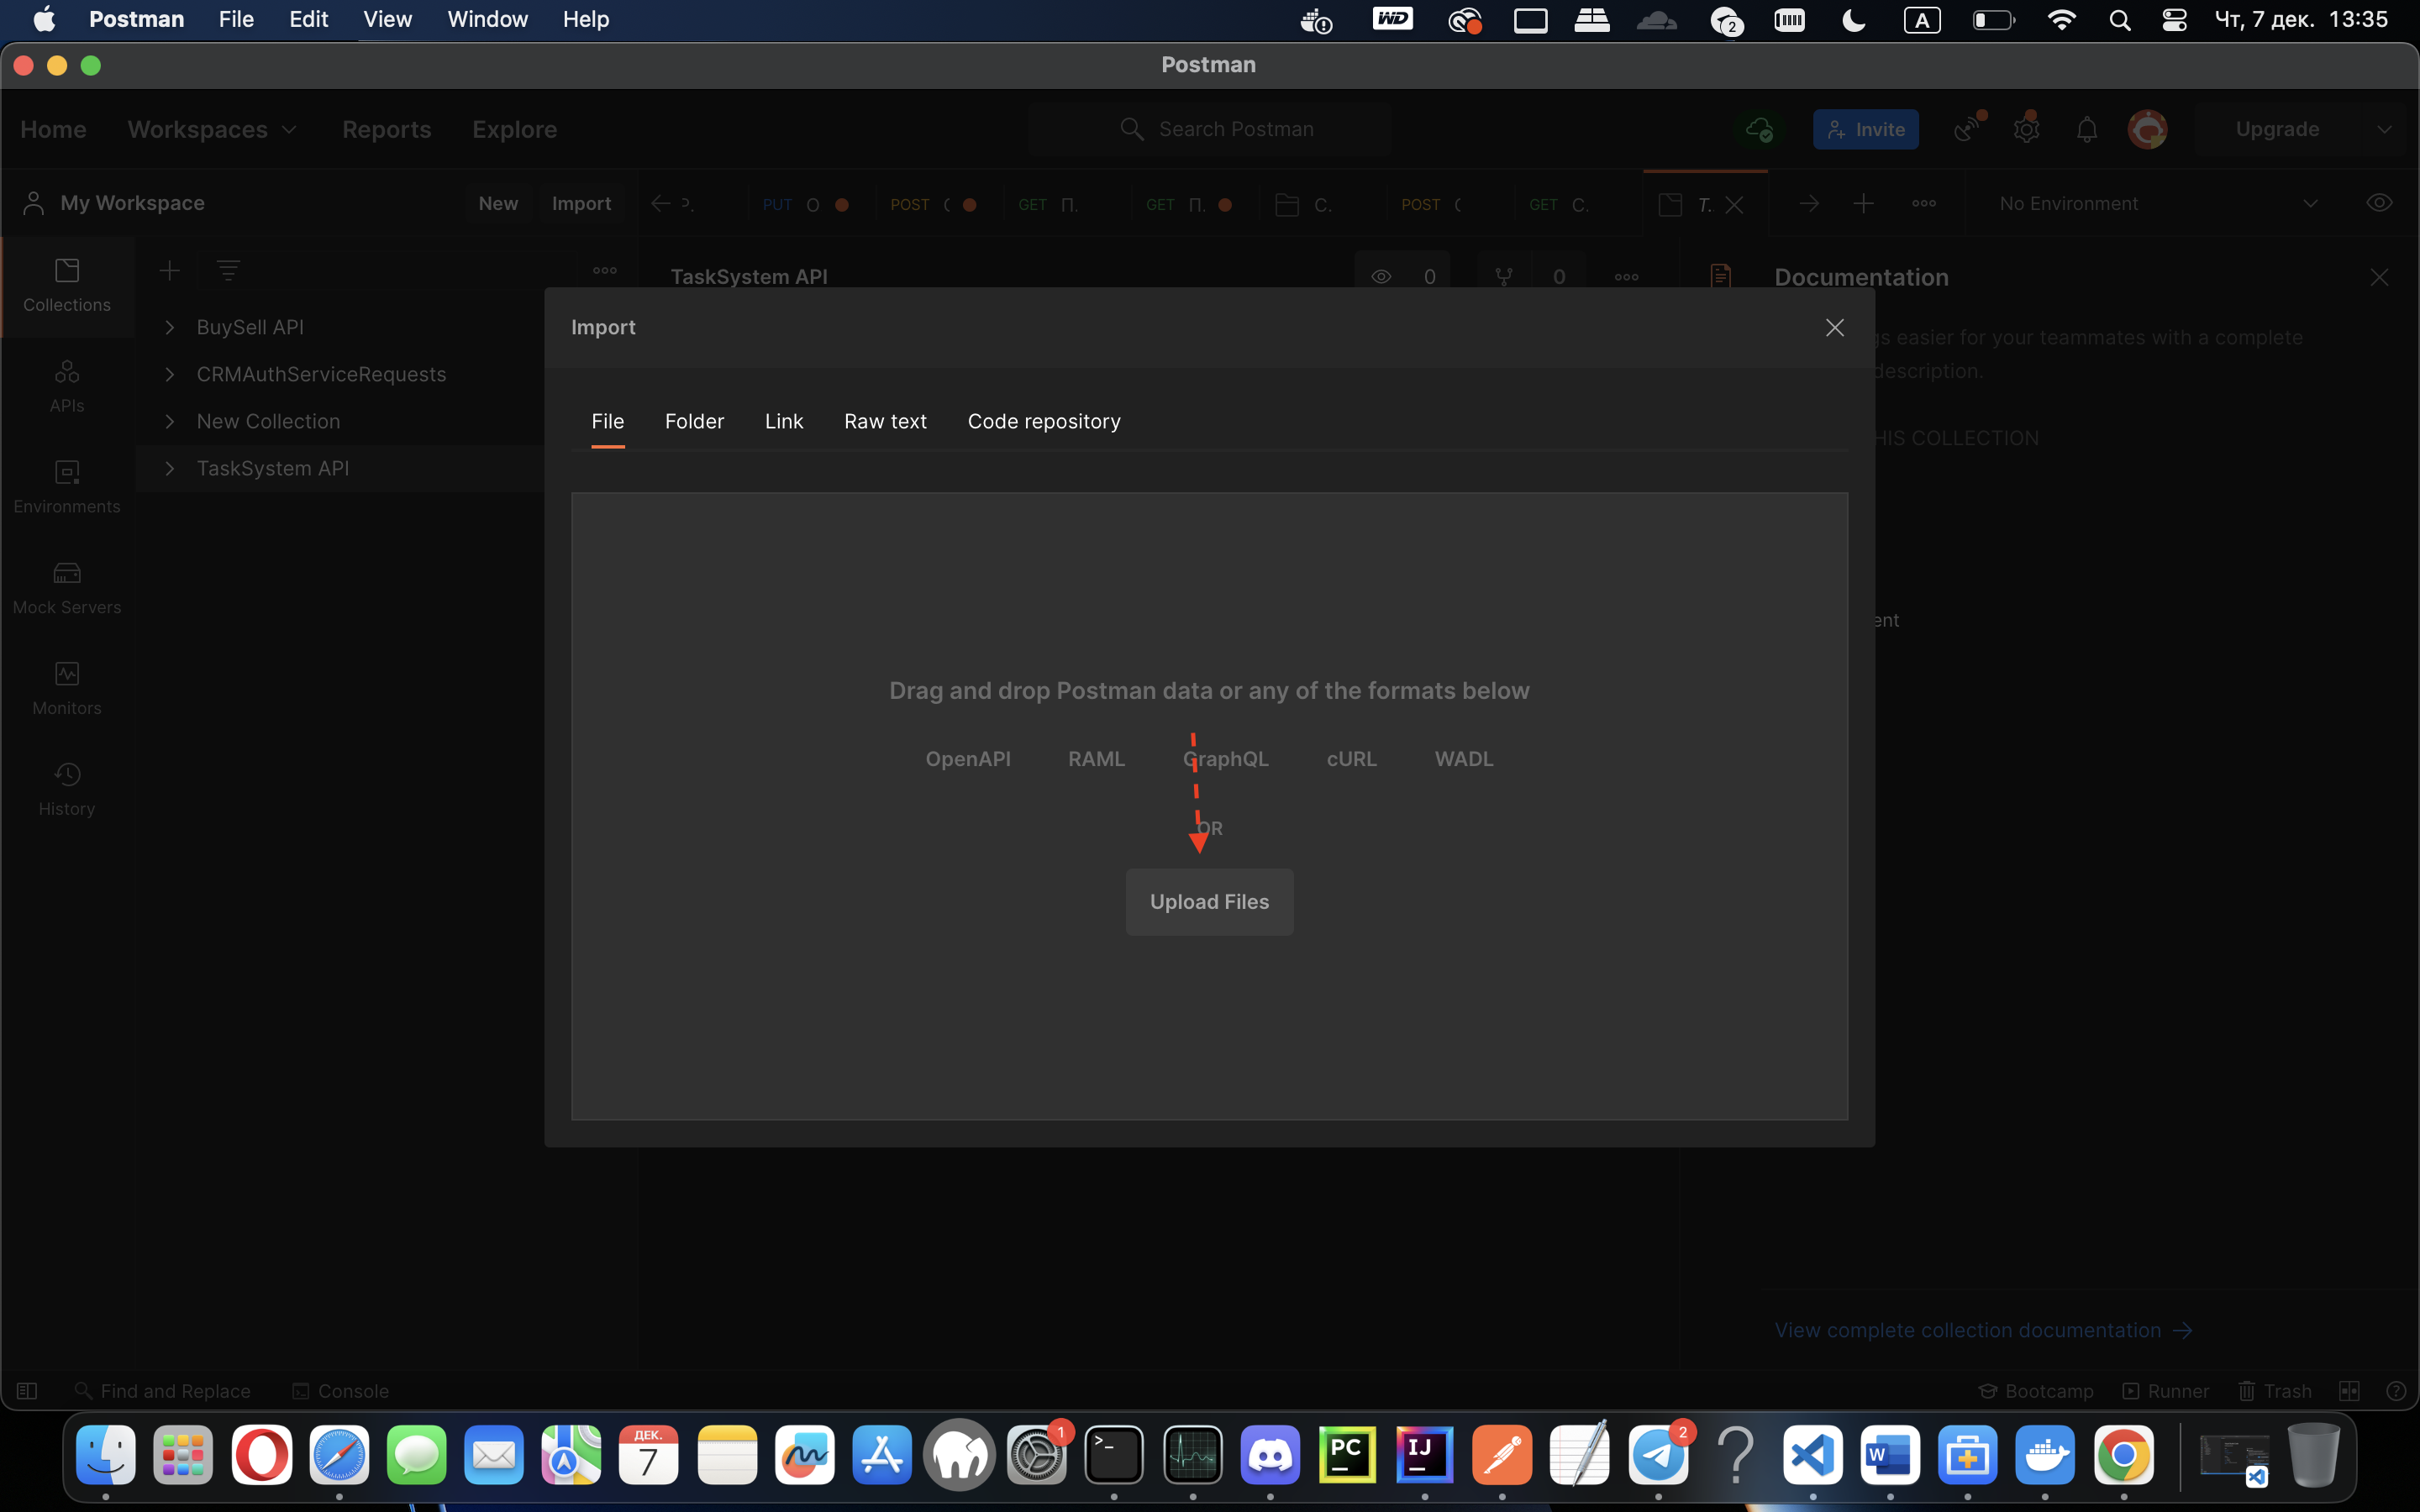 Postman File Edit View Window Help
WD
2
A
Чт, 7 дек. 13:35
Postman
Home Workspaces Reports Explore
Search Postman
Invite
Upgrade
My Workspace New Import
PUT O POST GET П. GET П. C. POST GET C. T. No Environment
Collections
TaskSystem API 0 0
Documentation
BuySell API
CRMAuthServiceRequests
New Collection
TaskSystem API
APIs
Environments
Mock Servers
Monitors
History
gs easier for your teammates with a complete
description.
HIS COLLECTION
ent
Import
File Folder Link Raw text Code repository
Drag and drop Postman data or any of the formats below
OpenAPI RAML GraphQL cURL WADL
OR
Upload Files
View complete collection documentation
Find and Replace Console
Bootcamp Runner Trash
ДЕК.
7
1
PC
IJ
2
W